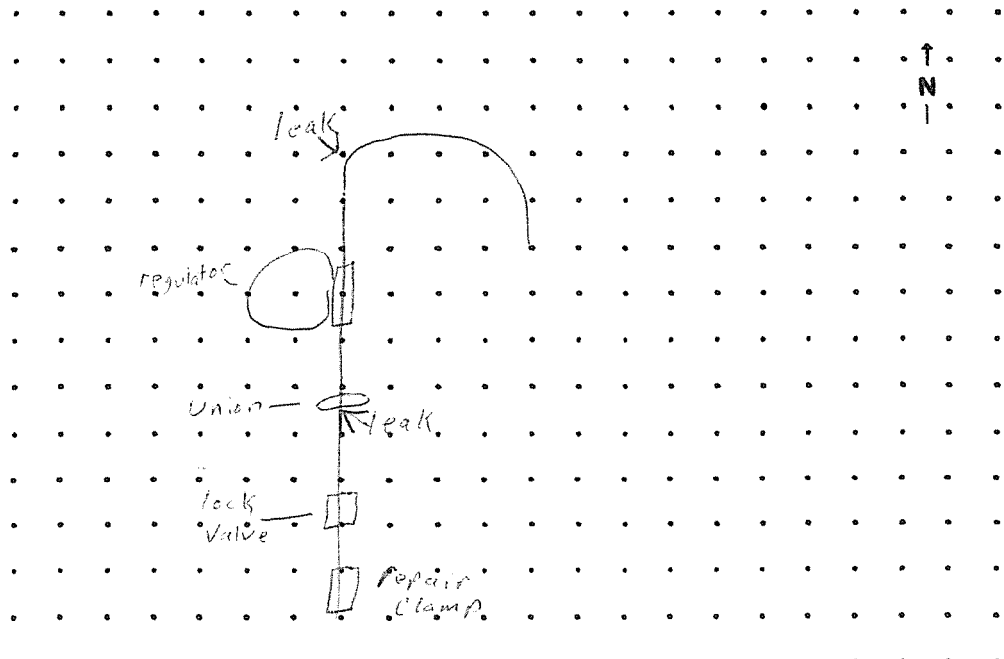 N
leak
regulator
Union
leak
lock
Valve
repair
Clamp